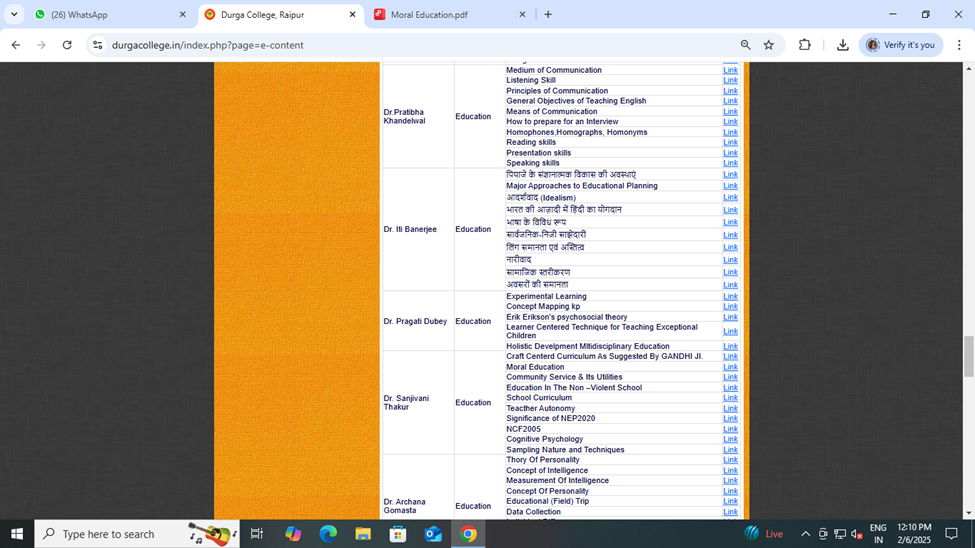 (26) WhatsApp
Durga College, Raipur
Moral Education.pdf
durgacollege.in/index.php?page=e-content
Verify it's you
Medium of Communication Link
Listening Skill Link
Principles of Communication Link
General Objectives of Teaching English Link
Dr.Pratibha Khandelwal Education Means of Communication Link
How to prepare for an Interview Link
Homophones,Homographs, Homonyms Link
Reading skills Link
Presentation skills Link
Speaking skills Link
पियाजे के संज्ञानात्मक विकास की अवस्थाएं Link
Major Approaches to Educational Planning Link
आदर्शवाद (Idealism) Link
भारत की आज़ादी में हिंदी का योगदान Link
भाषा के विविध रूप Link
Dr. Iti Banerjee Education
सार्वजनिक-निजी साझेदारी Link
लिंग समानता एवं अस्तित्व Link
नारीवाद Link
सामाजिक स्तरीकरण Link
अवसरों की समानता Link
Experimental Learning Link
Concept Mapping kp Link
Dr. Pragati Dubey Education Erik Erikson's psychosocial theory Link
Learner Centered Technique for Teaching Exceptional
Children Link
Holistic Develpment Mltidisciplinary Education Link
Craft Centerd Curriculum As Suggested By GANDHI JI. Link
Moral Education Link
Community Service & Its Utilities Link
Education In The Non –Violent School Link
Dr. Sanjivani Thakur Education School Curriculum Link
Teacther Autonomy Link
Significance of NEP2020 Link
NCF2005 Link
Cognitive Psychology Link
Sampling Nature and Techniques Link
Thory Of Personality Link
Concept of Intelligence Link
Measurement Of Intelligence Link
Concept Of Personality Link
Dr. Archana Gomasta Education Educational (Field) Trip Link
Data Collection Link
Type here to search
Live
ENG
IN
12:10 PM
2/6/2025